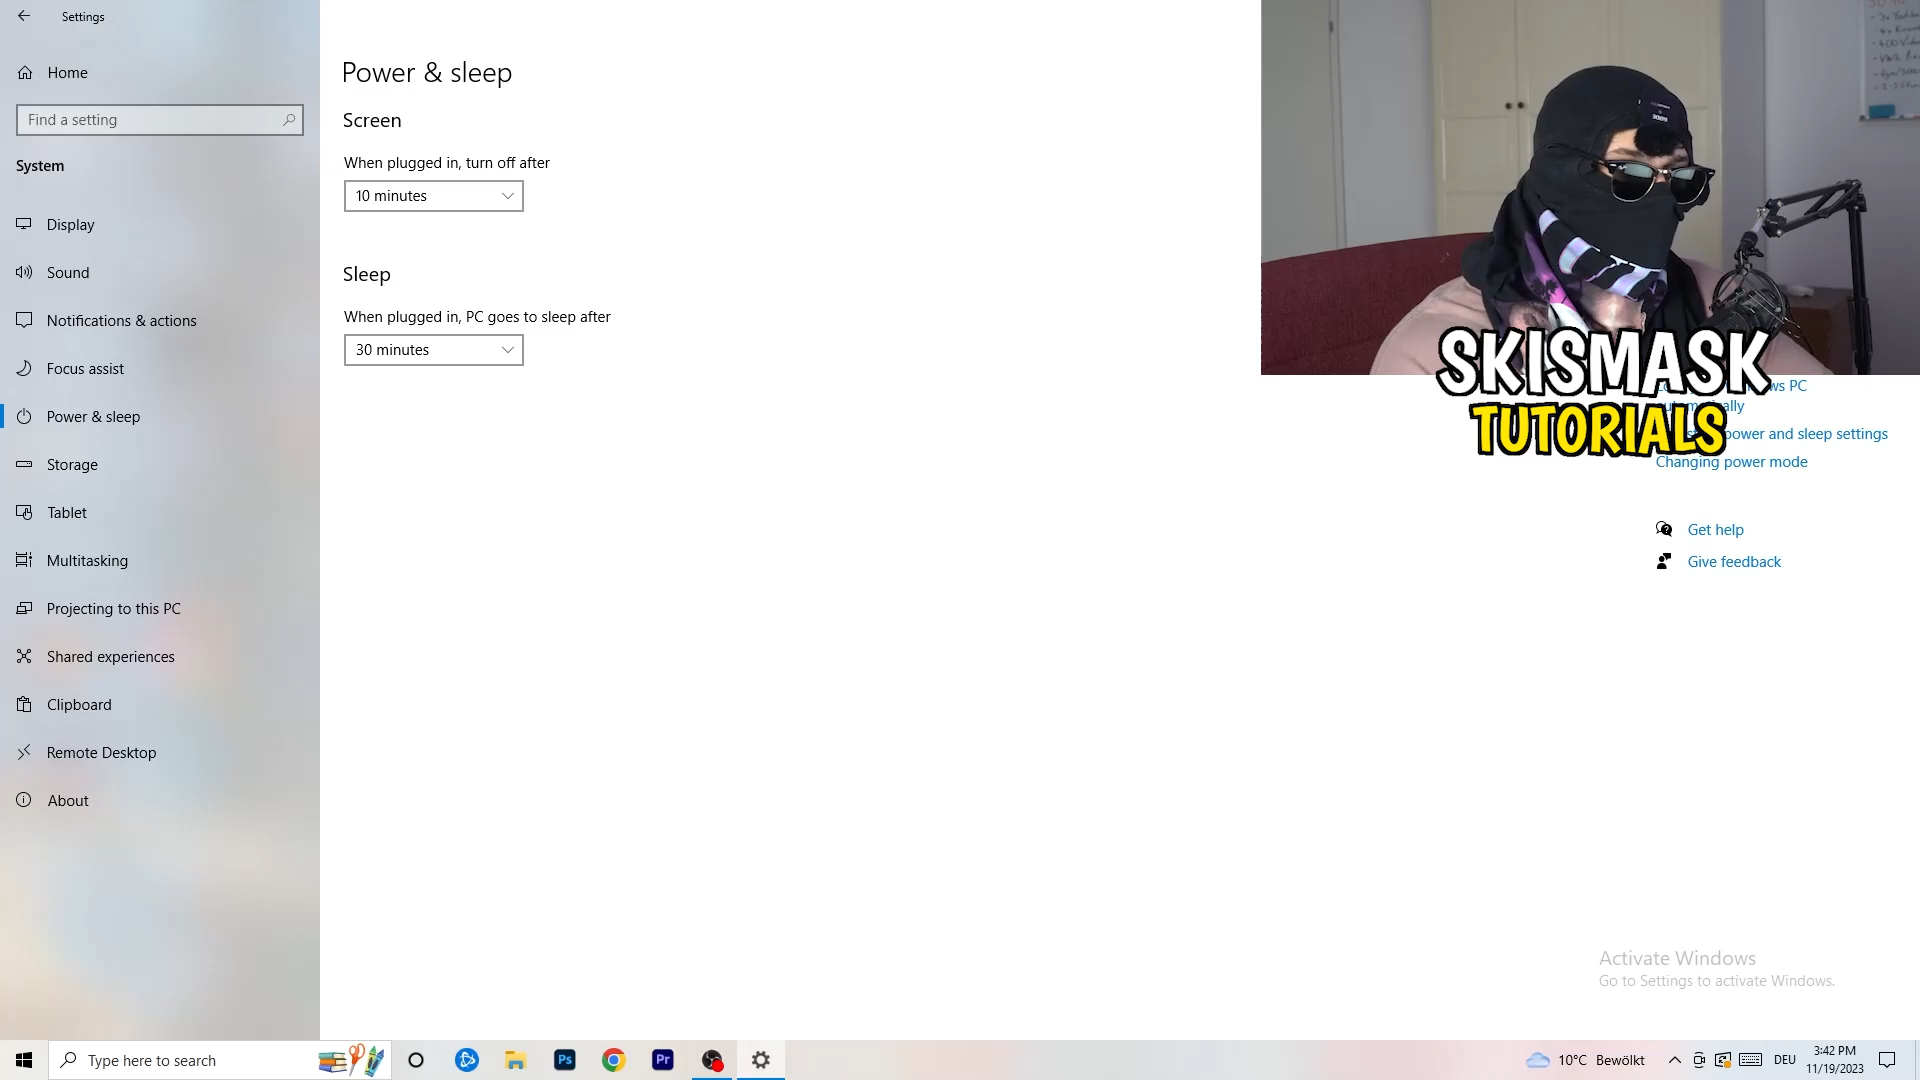 Settings
Home
Find a setting
System
Display
Sound
Notifications & actions
Focus assist
Power & sleep
Storage
Tablet
Multitasking
Projecting to this PC
Shared experiences
Clipboard
Remote Desktop
About
Power & sleep
Screen
When plugged in, turn off after
10 minutes
Sleep
When plugged in, PC goes to sleep after
30 minutes
SKISMASK
TUTORIALS
PC
power and sleep settings
Changing power mode
Get help
Give feedback
Activate Windows
Go to Settings to activate Windows.
Type here to search
Ps
Pr
10°C Bewölkt
DEU
3:42 PM
11/19/2023